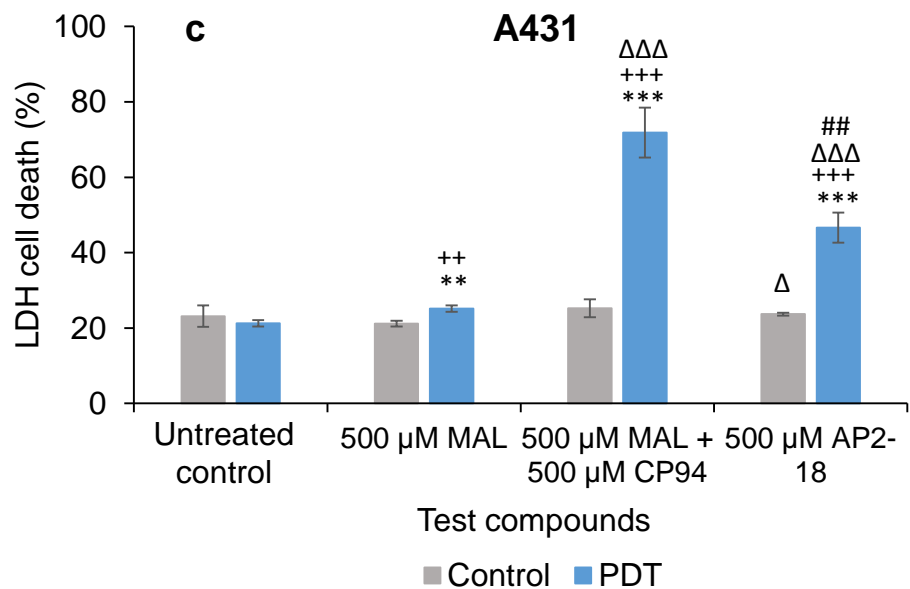 c
A431
LDH cell death (%)
100
80
60
40
20
0
++
**
ΔΔΔ
+++
***
Δ
##
ΔΔΔ
+++
***
Untreated
control
500 µM MAL
500 µM MAL +
500 µM CP94
500 µM AP2-
18
Test compounds
Control
PDT